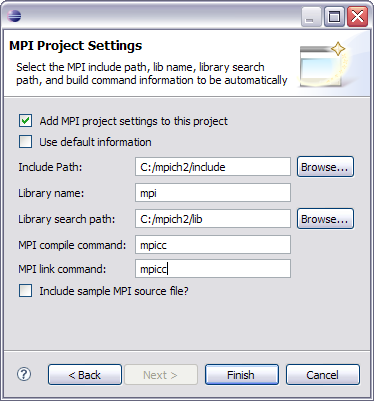 MPI Project Settings
Select the MPI include path, lib name, library search
path, and build command information to be automatically
Add MPI project settings to this project
Use default information
Include Path: C:/mpich2/include Browse...
Library name: mpi
Library search path: C:/mpich2/lib Browse...
MPI compile command: mpicc
MPI link command: mpicc
Include sample MPI source file?
? < Back Next > Finish Cancel